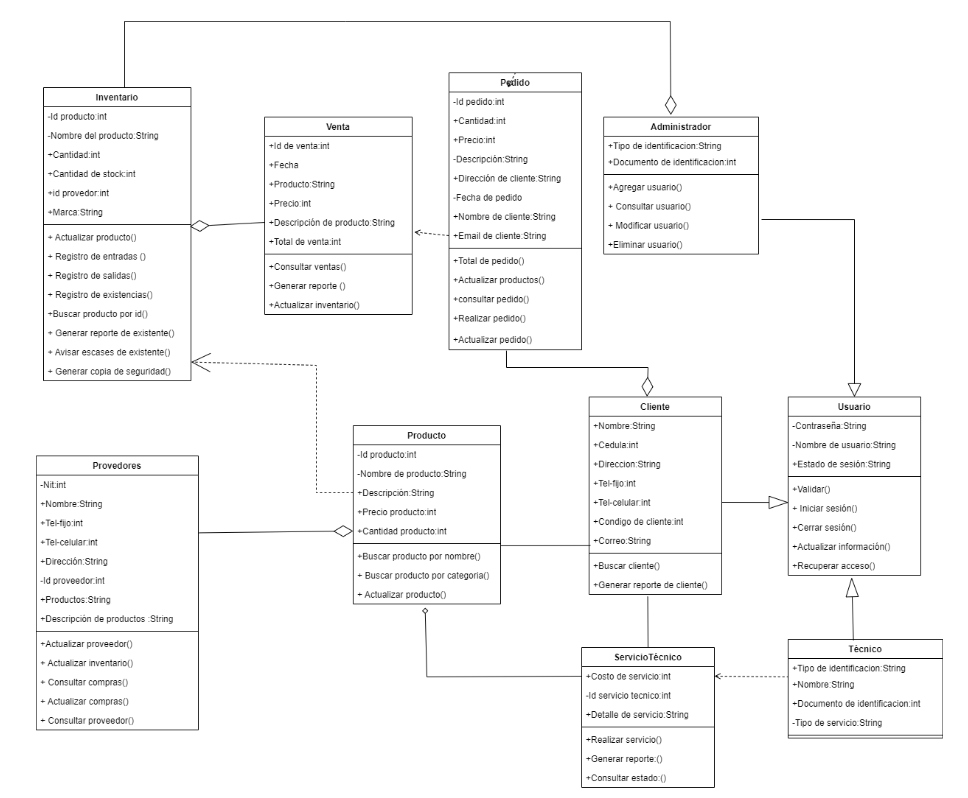 Inventario
-Id producto:int
-Nombre del producto:String
+Cantidad:int
+Cantidad de stock:int
+id provedor:int
+Marca:String
+ Actualizar producto()
+ Registro de entradas ()
+ Registro de salidas()
+ Registro de existencias()
+Buscar producto por id()
+ Generar reporte de existente()
+ Avisar escases de existente()
+ Generar copia de seguridad()
Venta
+Id de venta:int
+Fecha
+Producto:String
+Precio:int
+Descripción de producto:String
+Total de venta:int
+Consultar ventas()
+Generar reporte ()
+Actualizar inventario()
Pedido
-Id pedido:int
+Cantidad:int
+Precio:int
-Descripción:String
+Dirección de cliente:String
-Fecha de pedido
+Nombre de cliente:String
+Email de cliente:String
+Total de pedido()
+Actualizar productos()
+consultar pedido()
+Realizar pedido()
+Actualizar pedido()
Administrador
+Tipo de identificacion:String
+Documento de identificacion:int
+Agregar usuario()
+ Consultar usuario()
+ Modificar usuario()
+Eliminar usuario()
Provedores
-Nit:int
+Nombre:String
+Tel-fijo:int
+Tel-celular:int
+Dirección:String
-Id proveedor:int
+Productos:String
+Descripción de productos :String
+Actualizar proveedor()
+ Actualizar inventario()
+ Consultar compras()
+ Actualizar compras()
+ Consultar proveedor()
Producto
-Id producto:int
-Nombre de producto:String
+Descripción:String
+Precio producto:int
+Cantidad producto:int
+Buscar producto por nombre()
+ Buscar producto por categoria()
+ Actualizar producto()
Cliente
+Nombre:String
+Cedula:int
+Direccion:String
+Tel-fijo:int
+Tel-celular:int
+Condigo de cliente:int
+Correo:String
+Buscar cliente()
+Generar reporte de cliente()
Usuario
-Contraseña:String
-Nombre de usuario:String
+Estado de sesión:String
+Validar()
+ Iniciar sesión()
+Cerrar sesión()
+Actualizar información()
+Recuperar acceso()
ServicioTécnico
+Costo de servicio:int
-Id servicio tecnico:int
+Detalle de servicio:String
+Realizar servicio()
+Generar reporte:()
+Consultar estado:()
Técnico
+Tipo de identificacion:String
+Nombre:String
+Documento de identificacion:int
-Tipo de servicio:String